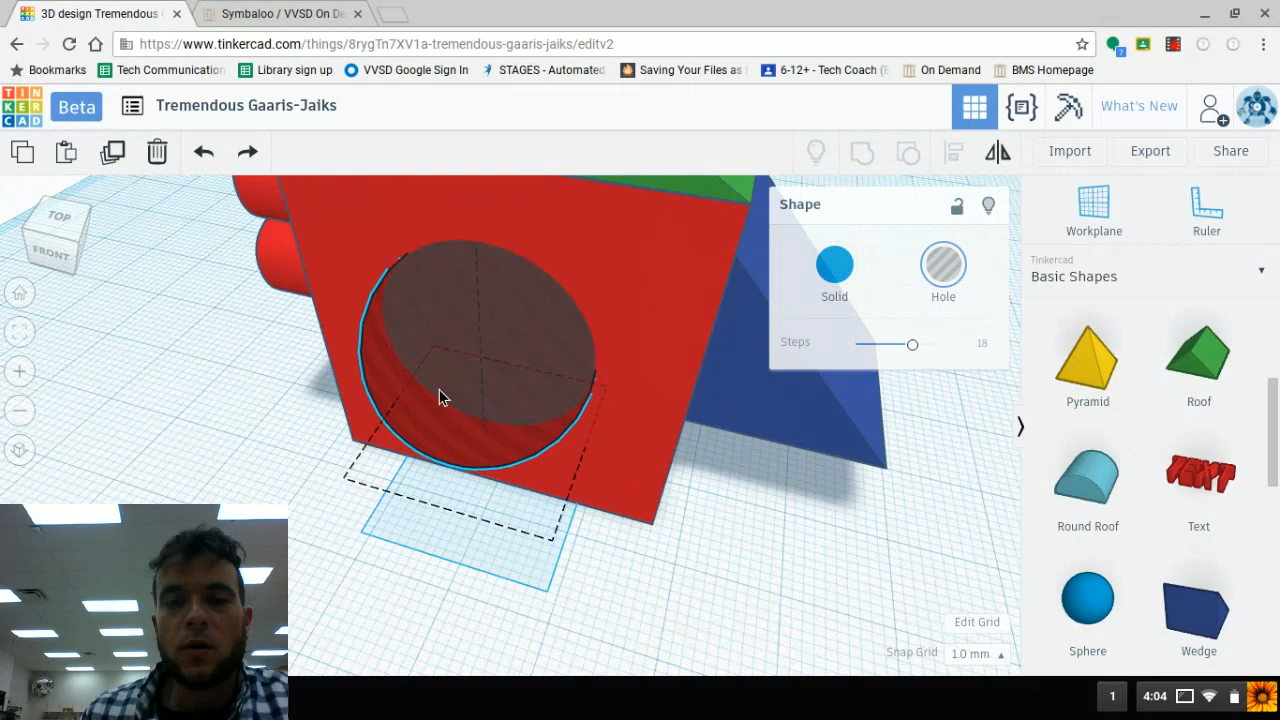 3D design Tremendous
Symbaloo / VVSD On De
https://www.tinkercad.com/things/8rygTn7XV1a-tremendous-gaaris-jaiks/editv2
Bookmarks
Tech Communication
Library sign up
VVSD Google Sign In
STAGES - Automated
Saving Your Files as
6-12+ - Tech Coach (E
On Demand
BMS Homepage
TIN
KER
CAD
Beta
Tremendous Gaaris-Jaiks
What's New
Import
Export
Share
TOP
FRONT
Shape
Solid
Hole
Steps
18
Workplane
Ruler
Tinkercad
Basic Shapes
Pyramid
Roof
Round Roof
TEXT
Text
Sphere
Wedge
Edit Grid
Snap Grid
1.0 mm
1
4:04